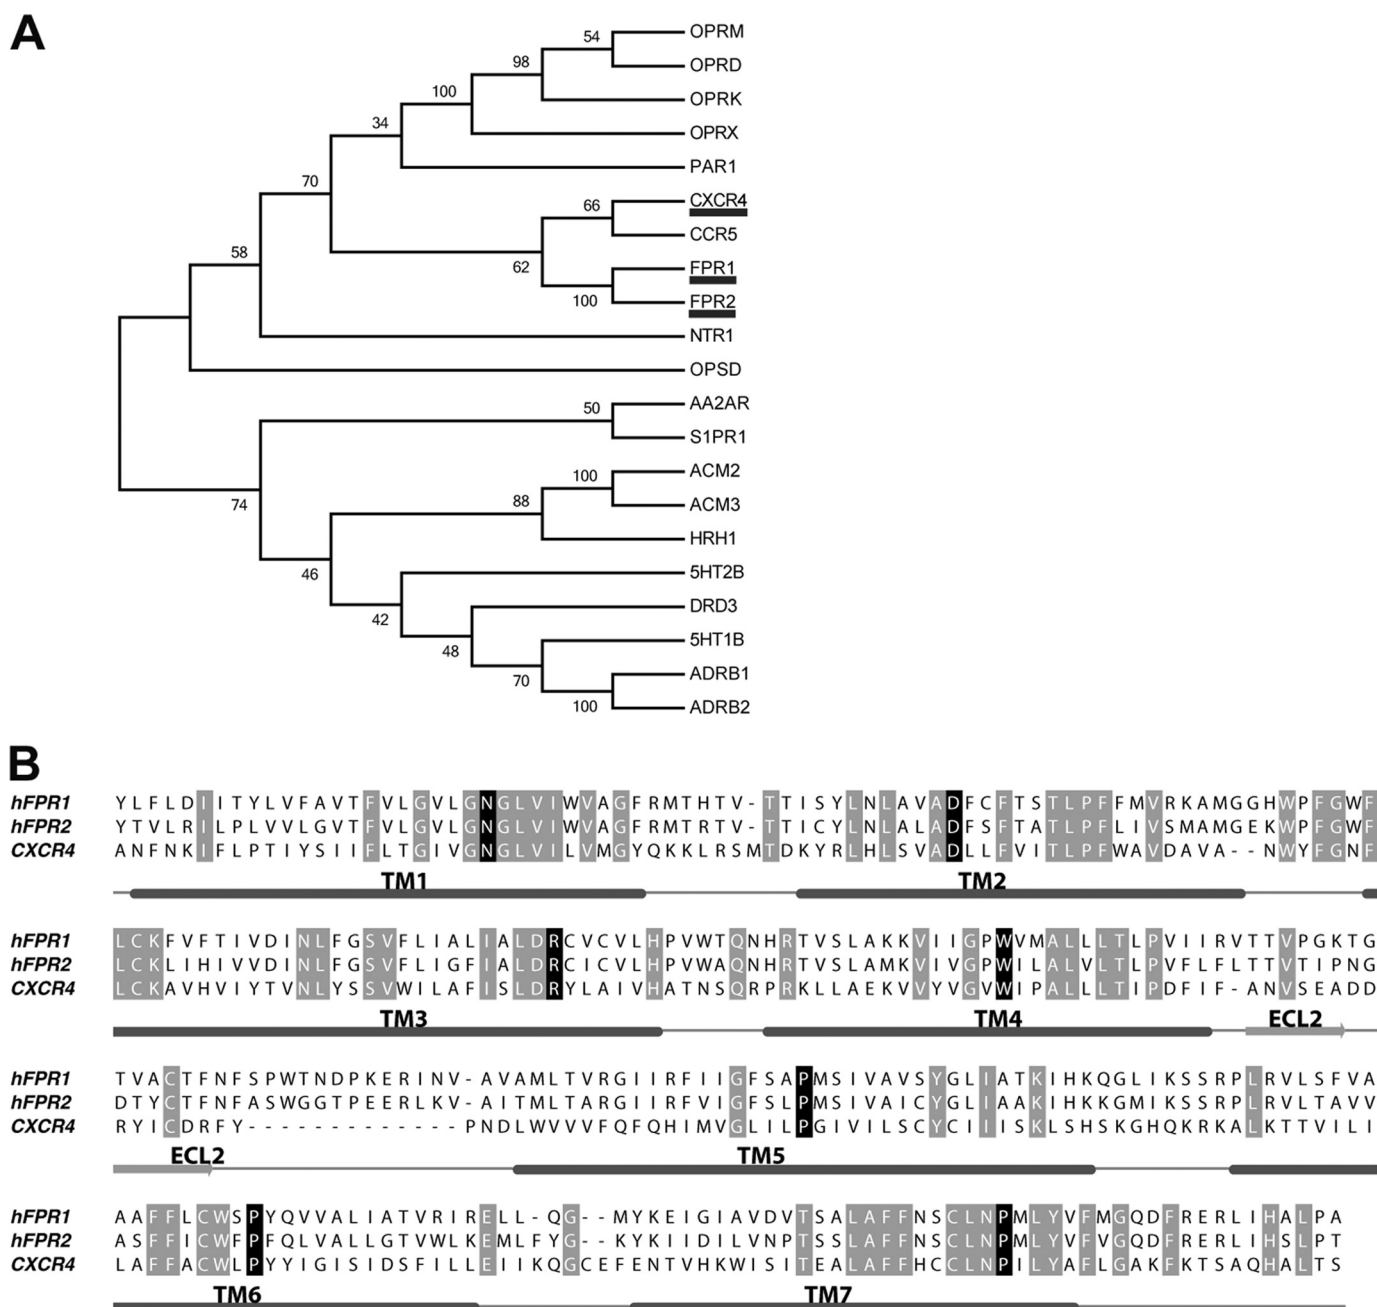 A
OPRM
54
OPRD
98
OPRK
100
OPRX
34
PAR1
70
CXCR4
66
CCR5
58
62
FPR1
100
FPR2
NTR1
OPSD
AA2AR
50
S1PR1
74
ACM2
100
ACM3
88
HRH1
46
5HT2B
42
DRD3
48
5HT1B
70
ADRB1
100
ADRB2
B
hFPR1 YLFLDIITYLVFAVTFVLGVLGNGLVIWVAGFRMTHTV-TTISYLNLAVADFCFTSTLPFFMVRKAMGGHWPFGWF
hFPR2 YTVLRILPLVVLGVTFVLGVLGNGLVIWVAGFRMTRTV-TTICYLNLALADFSFTATLPFLIVSMAMGEKWPFGWF
CXCR4 ANFNKIFLPTIYSIIFLTGIVGNGLVILVMGYQKKLRSMTDKYRLHLSVADLLFVITLPFWAVDAVA--NWYFGNF
TM1 TM2
hFPR1 LCKFVFTIVDINLFGSVFLIALIALDRCVCVLHPVWTQNHRTVSLAKKVIIGPWVMALLLTLPVIIRVTTVPGKTG
hFPR2 LCKLIHIVVDINLFGSVFLIGFIALDRCICVLHPVWAQNHRTVSLAMKVIVGPWILALVLTLPVFLFLTTVTIPNG
CXCR4 LCKAVHVIYTVNLYSSVWILAFISLDRYLAIVHATNSQRPRKLLAEKVVYVGVWIPALLLTIPDFIF-ANVSEADD
TM3 TM4 ECL2
hFPR1 TVACTFNFSPWTNDPKERINV-AVAMLTVRGIIRFIIGFSAPMSIVAVSYGLIATKIHKQGLIKSSRPLRVLSFVA
hFPR2 DTYCTFNFASWGGTPEERLKV-AITMLTARGIIRFVIGFSLPMSIVAICYGLIAAKIHKKGMIKSSRPLRVLTAVV
CXCR4 RYICDRFY-------------PNDLWVVVFQFQHIMVGLILPGIVILSCYCIIISKLSHSKGHQKRKALKTTVILI
ECL2 TM5
hFPR1 AAFFLCWSPYQVVALIATVRIRELL-QG--MYKEIGIAVDVTSALAFFNSCLNPMLYVFMGQDFRERLIHALPA
hFPR2 ASFFICWFPFQLVALLGTVWLKEMLFYG--KYKIIDILVNPTSSLAFFNSCLNPMLYVFVGQDFRERLIHSLPT
CXCR4 LAFFACWLPYYIGISIDSFILLEIIKQGCEFENTVHKWISITEALAFFHCCLNPILYAFLGAKFKTSAQHALTS
TM6 TM7